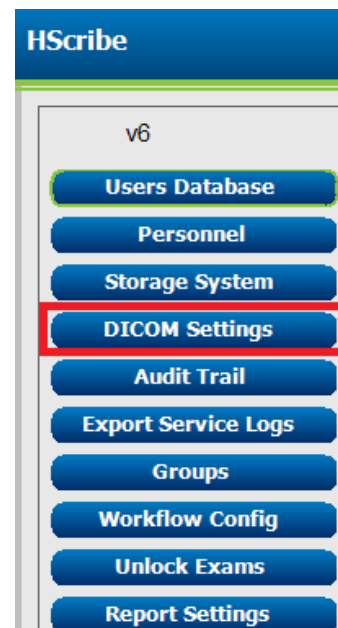 HScribe
v6
Users Database
Personnel
Storage System
DICOM Settings
Audit Trail
Export Service Logs
Groups
Workflow Config
Unlock Exams
Report Settings